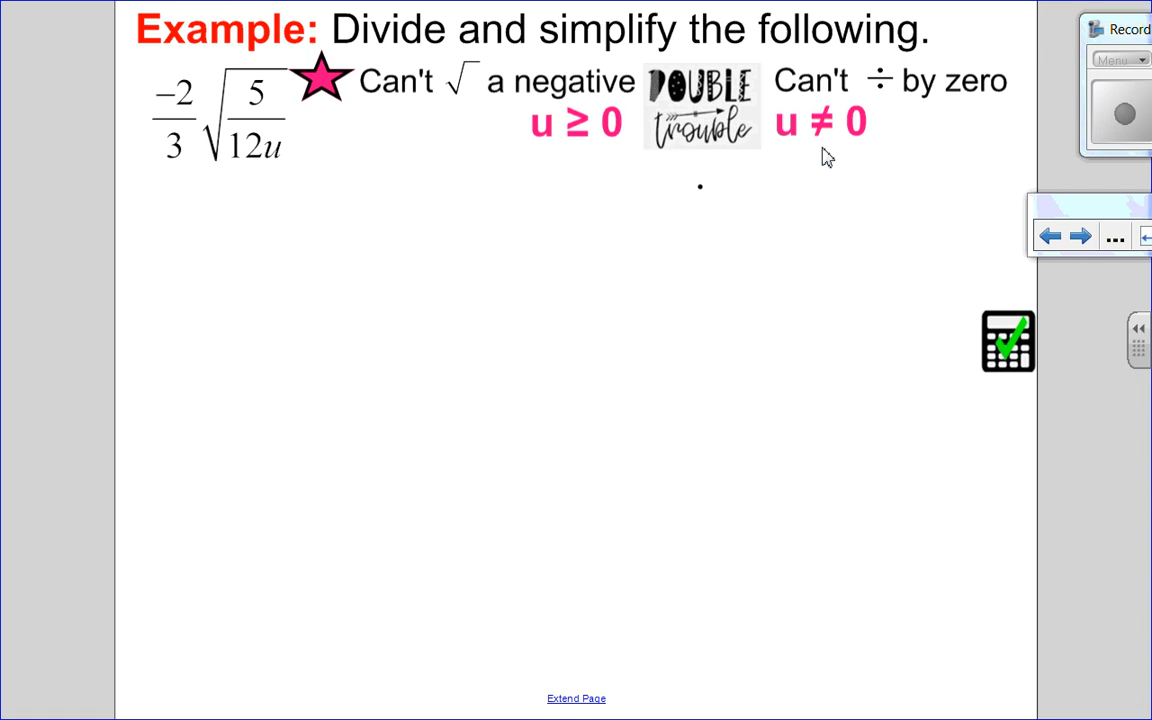 Example: Divide and simplify the following.
−2/3 √(5/12u) Can't √ a negative DOUBLE trouble Can't ÷ by zero
u ≥ 0 u ≠ 0
Record
Menu
...
Extend Page